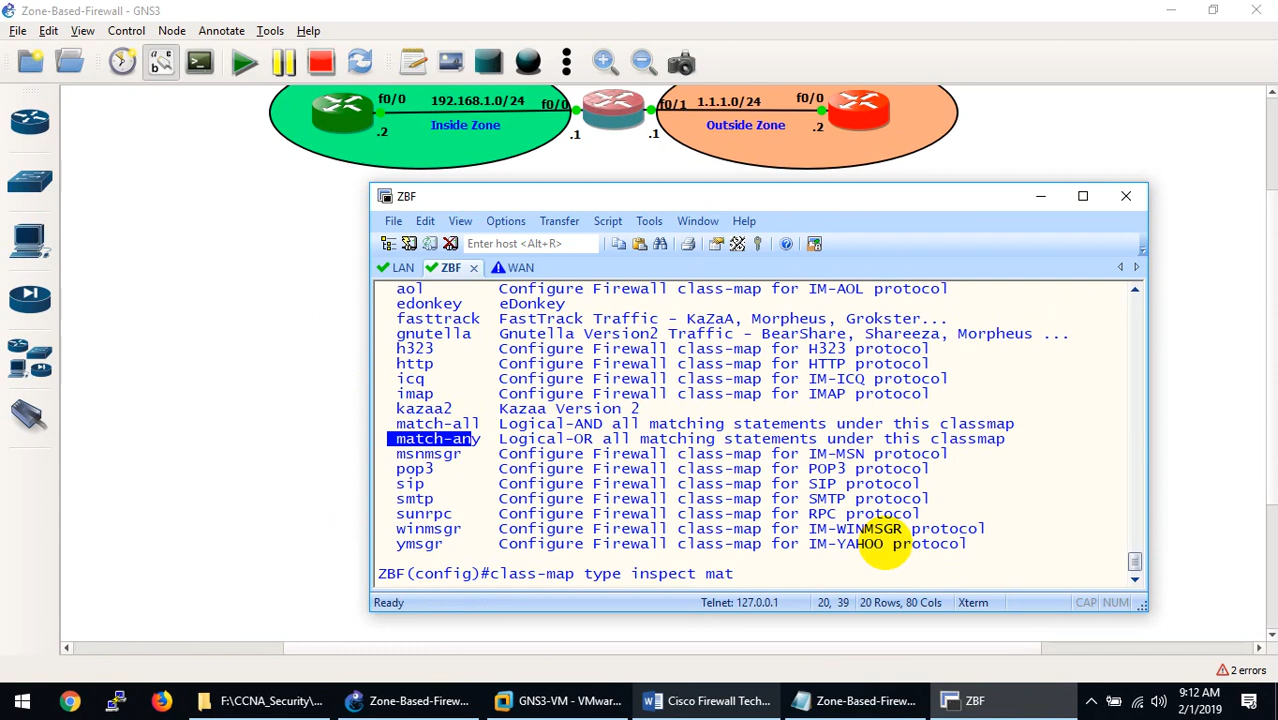 Zone-Based-Firewall - GNS3
File Edit View Control Node Annotate Tools Help
f0/0 192.168.1.0/24 f0/0 f0/1 1.1.1.0/24 f0/0
Inside Zone Outside Zone
.2 .1 .1 .2
ZBF
File Edit View Options Transfer Script Tools Window Help
Enter host <Alt+R>
LAN ZBF WAN
aol Configure Firewall class-map for IM-AOL protocol
edonkey eDonkey
fasttrack FastTrack Traffic - KaZaA, Morpheus, Grokster...
gnutella Gnutella Version2 Traffic - BearShare, Shareeza, Morpheus ...
h323 Configure Firewall class-map for H323 protocol
http Configure Firewall class-map for HTTP protocol
icq Configure Firewall class-map for IM-ICQ protocol
imap Configure Firewall class-map for IMAP protocol
kazaa2 Kazaa Version 2
match-all Logical-AND all matching statements under this classmap
match-any Logical-OR all matching statements under this classmap
msnmsgr Configure Firewall class-map for IM-MSN protocol
pop3 Configure Firewall class-map for POP3 protocol
sip Configure Firewall class-map for SIP protocol
smtp Configure Firewall class-map for SMTP protocol
sunrpc Configure Firewall class-map for RPC protocol
winmsgr Configure Firewall class-map for IM-WINMSGR protocol
ymsgr Configure Firewall class-map for IM-YAHOO protocol
ZBF(config)#class-map type inspect mat
Ready Telnet: 127.0.0.1 20, 39 20 Rows, 80 Cols Xterm CAP NUM
2 errors
F:\CCNA_Security\... Zone-Based-Firewall... GNS3-VM - VMwar... Cisco Firewall Tech... Zone-Based-Firewa... ZBF
9:12 AM
2/1/2019